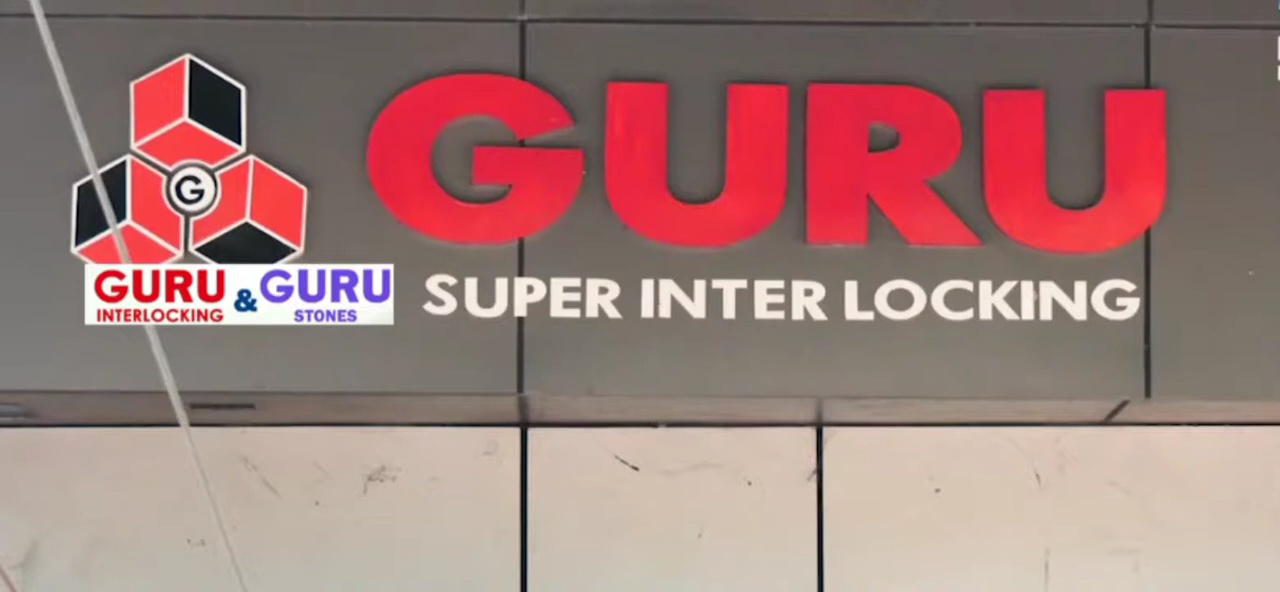 GURU
SUPER INTER LOCKING
G
GURU & GURU
INTERLOCKING STONES